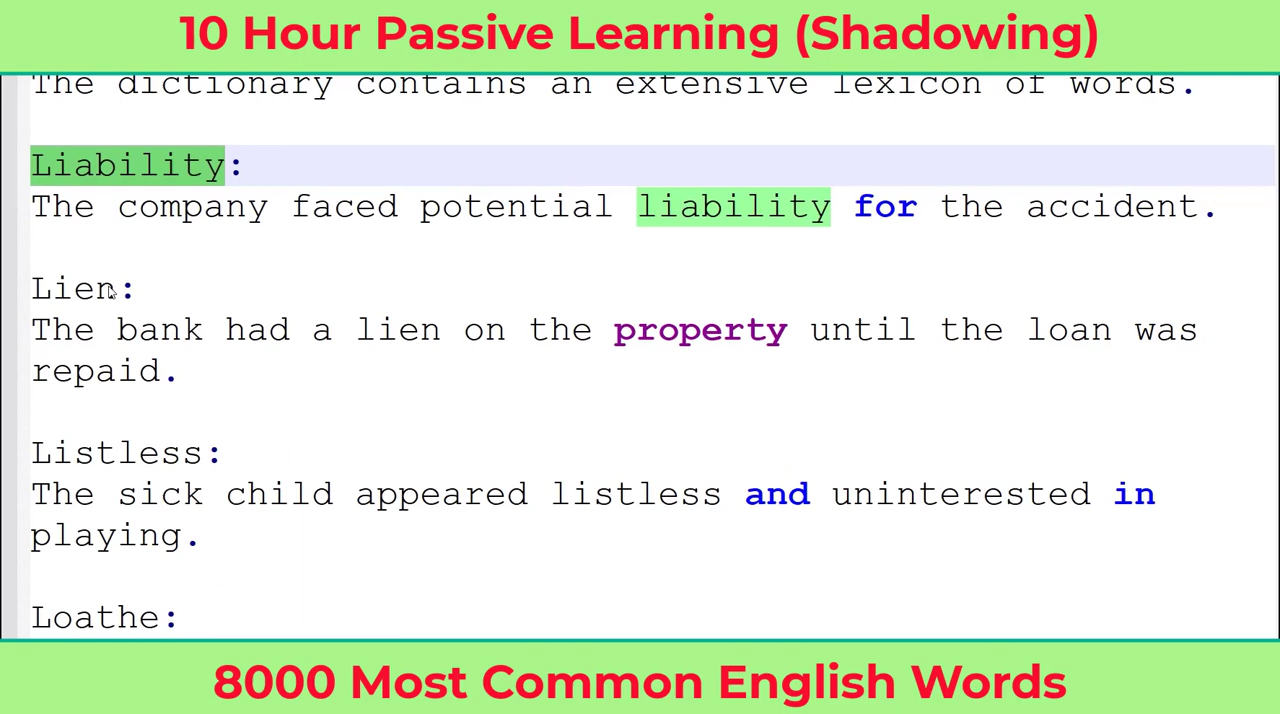 10 Hour Passive Learning (Shadowing)
The dictionary contains an extensive lexicon of words.
Liability:
The company faced potential liability for the accident.
Lien:
The bank had a lien on the property until the loan was
repaid.
Listless:
The sick child appeared listless and uninterested in
playing.
Loathe:
8000 Most Common English Words